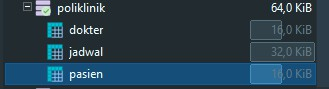 poliklinik 64,0 KiB
dokter 16,0 KiB
jadwal 32,0 KiB
pasien 16,0 KiB